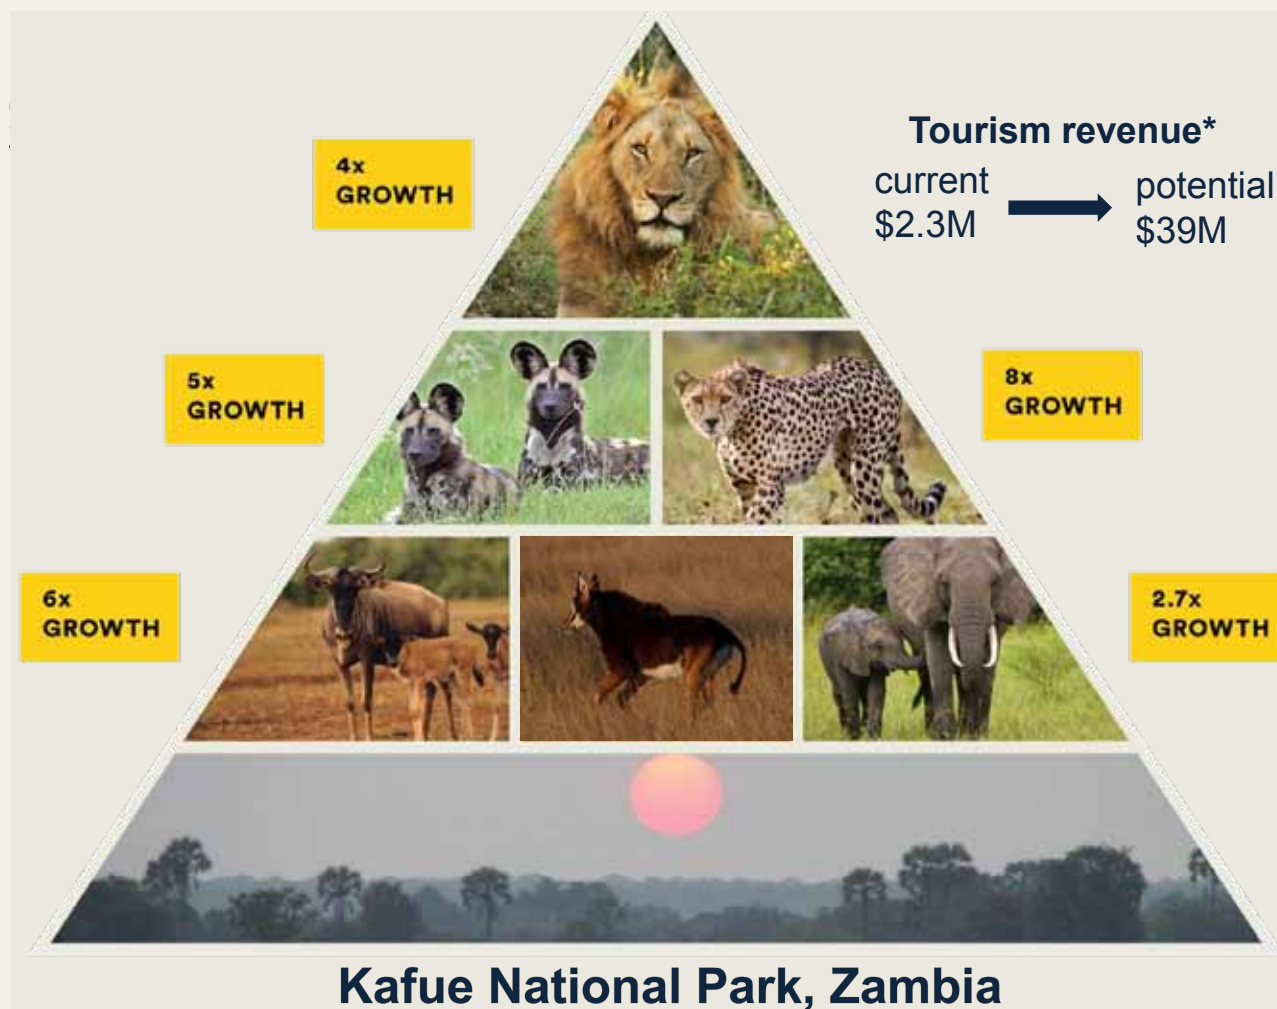 Tourism revenue*
current
$2.3M
potential
$39M
4x
GROWTH
5x
GROWTH
8x
GROWTH
6x
GROWTH
2.7x
GROWTH
Kafue National Park, Zambia